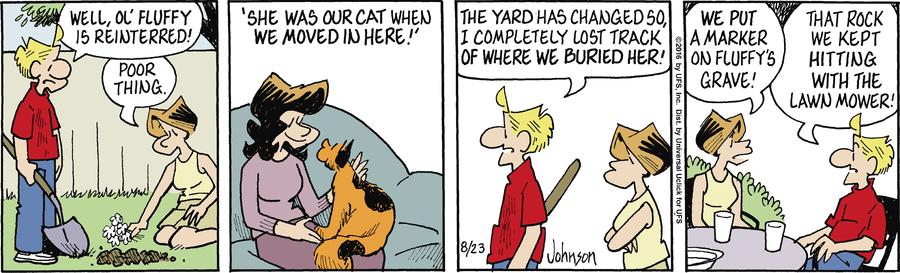 WELL, OL' FLUFFY
IS REINTERRED!
POOR
THING.
'SHE WAS OUR CAT WHEN
WE MOVED IN HERE!'
THE YARD HAS CHANGED SO,
I COMPLETELY LOST TRACK
OF WHERE WE BURIED HER!
8/23
Johnson
©2016 by UFS, Inc. Dist. by Universal Uclick for UFS
WE PUT
A MARKER
ON FLUFFY'S
GRAVE!
THAT ROCK
WE KEPT
HITTING
WITH THE
LAWN MOWER!